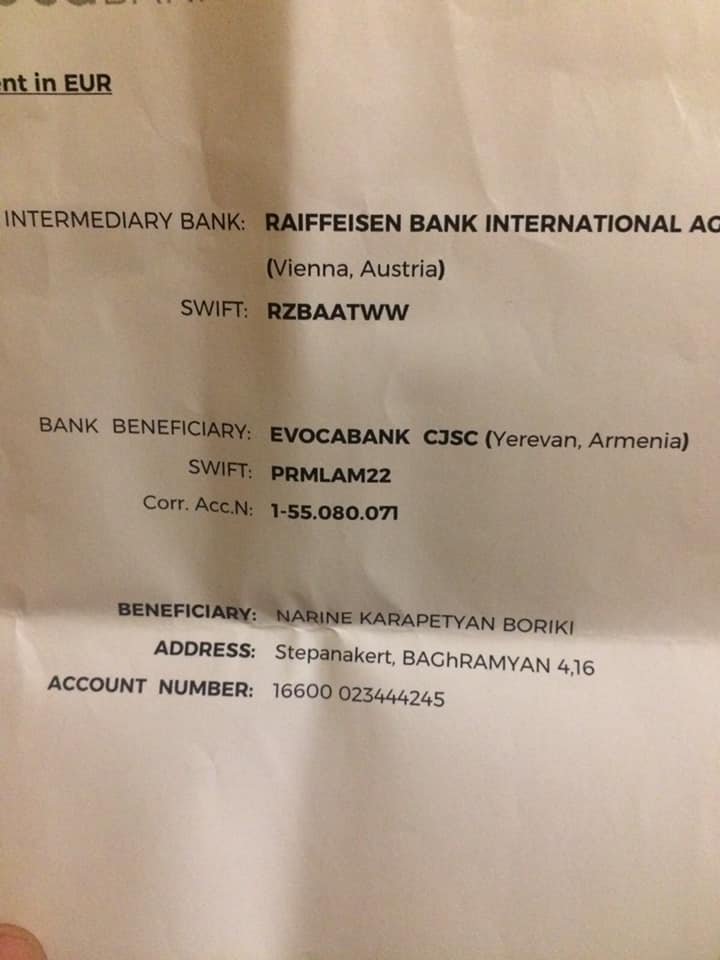 nt in EUR
INTERMEDIARY BANK: RAIFFEISEN BANK INTERNATIONAL AG
(Vienna, Austria)
SWIFT: RZBAATWW
BANK BENEFICIARY: EVOCABANK CJSC (Yerevan, Armenia)
SWIFT: PRMLAM22
Corr. Acc.N: 1-55.080.071
BENEFICIARY: NARINE KARAPETYAN BORIKI
ADDRESS: Stepanakert, BAGhRAMYAN 4,16
ACCOUNT NUMBER: 16600 023444245